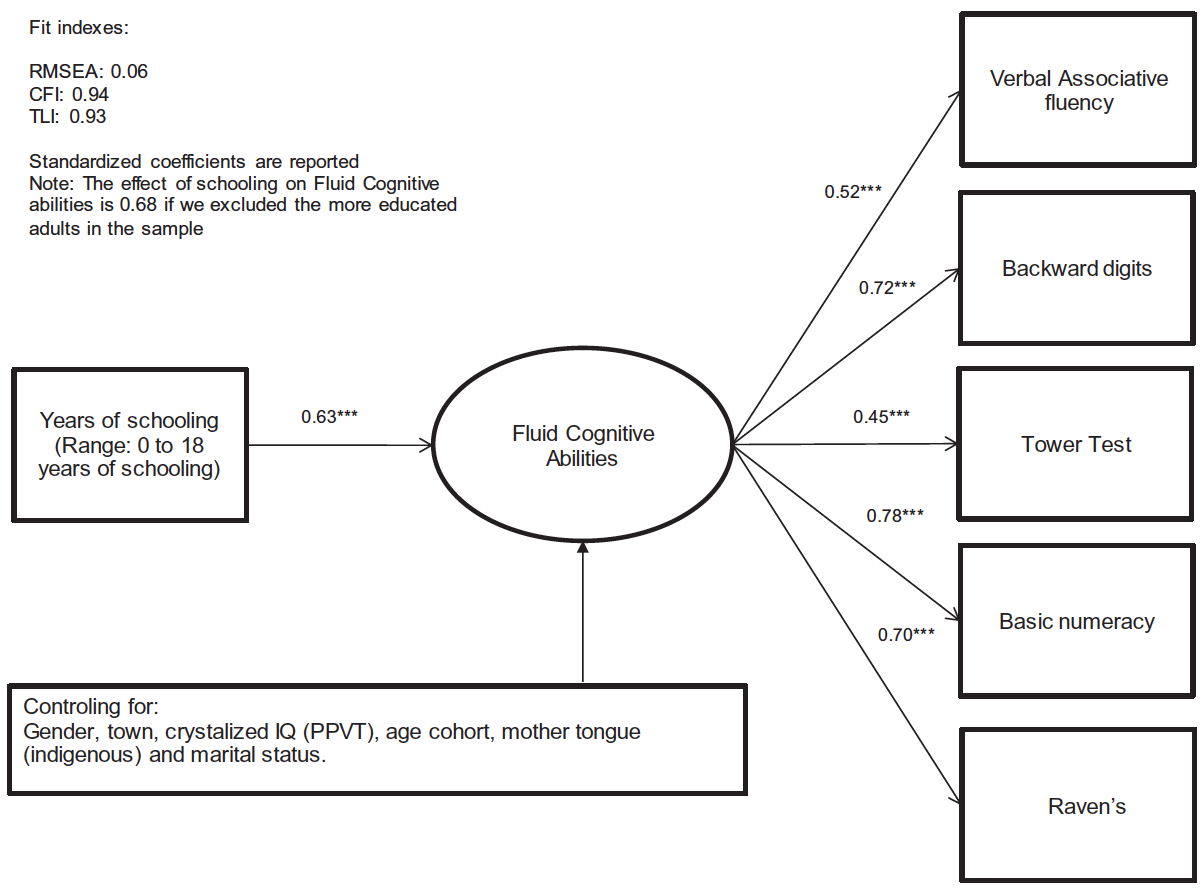 Fit indexes:
RMSEA: 0.06
CFI: 0.94
TLI: 0.93
Standardized coefficients are reported
Note: The effect of schooling on Fluid Cognitive
abilities is 0.68 if we excluded the more educated
adults in the sample
Verbal Associative
fluency
0.52***
Backward digits
0.72***
Years of schooling
(Range: 0 to 18
years of schooling)
0.63***
Fluid Cognitive
Abilities
0.45***
Tower Test
0.78***
Basic numeracy
0.70***
Raven's
Controling for:
Gender, town, crystalized IQ (PPVT), age cohort, mother tongue
(indigenous) and marital status.